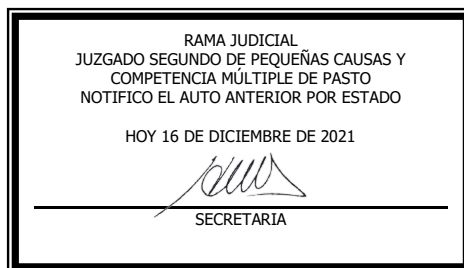 RAMA JUDICIAL
JUZGADO SEGUNDO DE PEQUEÑAS CAUSAS Y
COMPETENCIA MÚLTIPLE DE PASTO
NOTIFICO EL AUTO ANTERIOR POR ESTADO
HOY 16 DE DICIEMBRE DE 2021
SECRETARIA